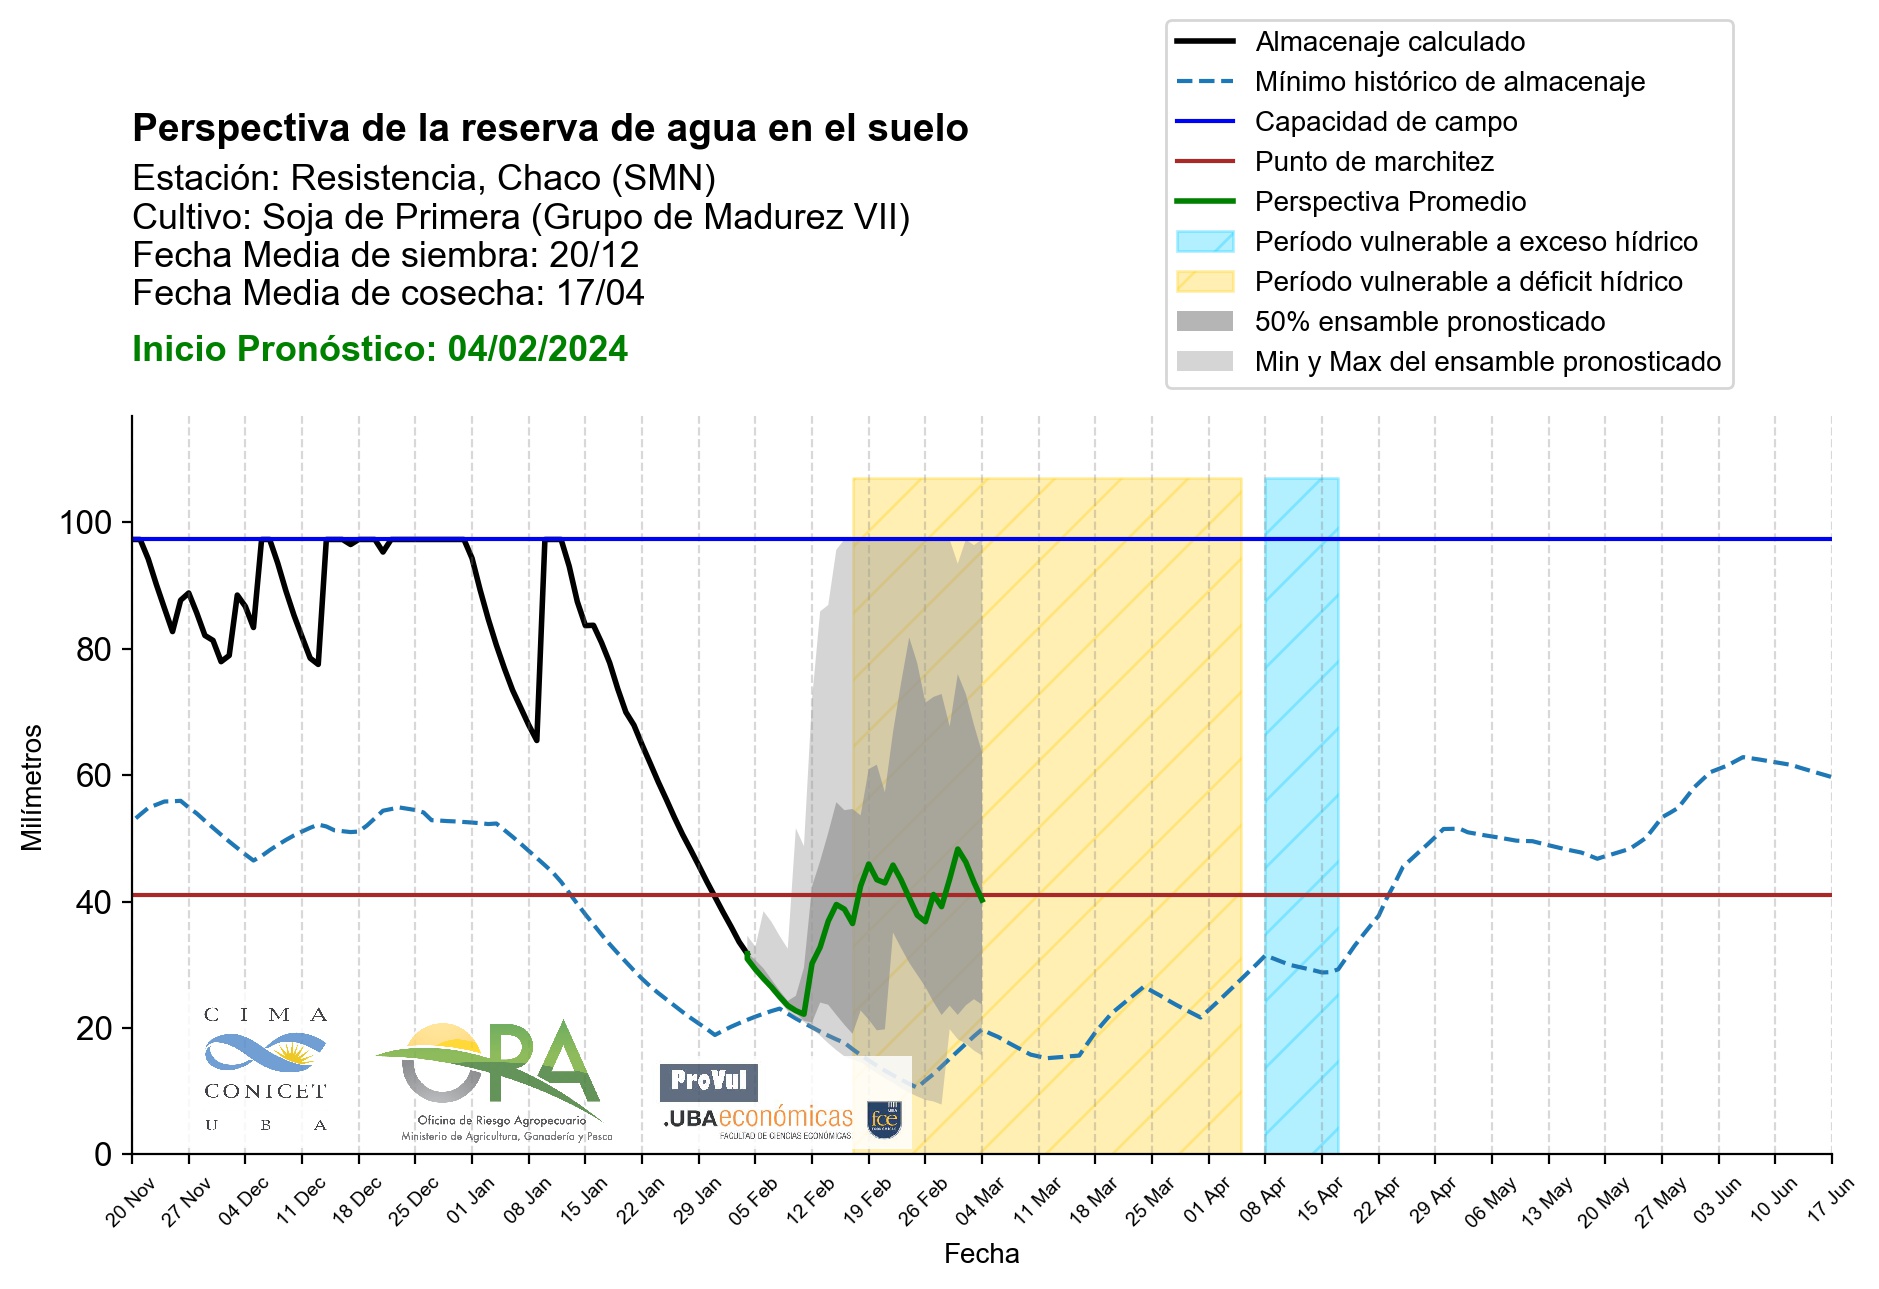 Almacenaje calculado
Mínimo histórico de almacenaje
Capacidad de campo
Punto de marchitez
Perspectiva Promedio
Período vulnerable a exceso hídrico
Período vulnerable a déficit hídrico
50% ensamble pronosticado
Min y Max del ensamble pronosticado
Perspectiva de la reserva de agua en el suelo
Estación: Resistencia, Chaco (SMN)
Cultivo: Soja de Primera (Grupo de Madurez VII)
Fecha Media de siembra: 20/12
Fecha Media de cosecha: 17/04
Inicio Pronóstico: 04/02/2024
100
80
60
40
20
0
Milímetros
CIMA
CONICET
UBA
ORA
Oficina de Riesgo Agropecuario
Ministerio de Agricultura, Ganadería y Pesca
ProVul
.UBAeconómicas
FACULTAD DE CIENCIAS ECONÓMICAS
UBA
fce
ECONÓMICAS
20 Nov
27 Nov
04 Dec
11 Dec
18 Dec
25 Dec
01 Jan
08 Jan
15 Jan
22 Jan
29 Jan
05 Feb
12 Feb
19 Feb
26 Feb
04 Mar
11 Mar
18 Mar
25 Mar
01 Apr
08 Apr
15 Apr
22 Apr
29 Apr
06 May
13 May
20 May
27 May
03 Jun
10 Jun
17 Jun
Fecha